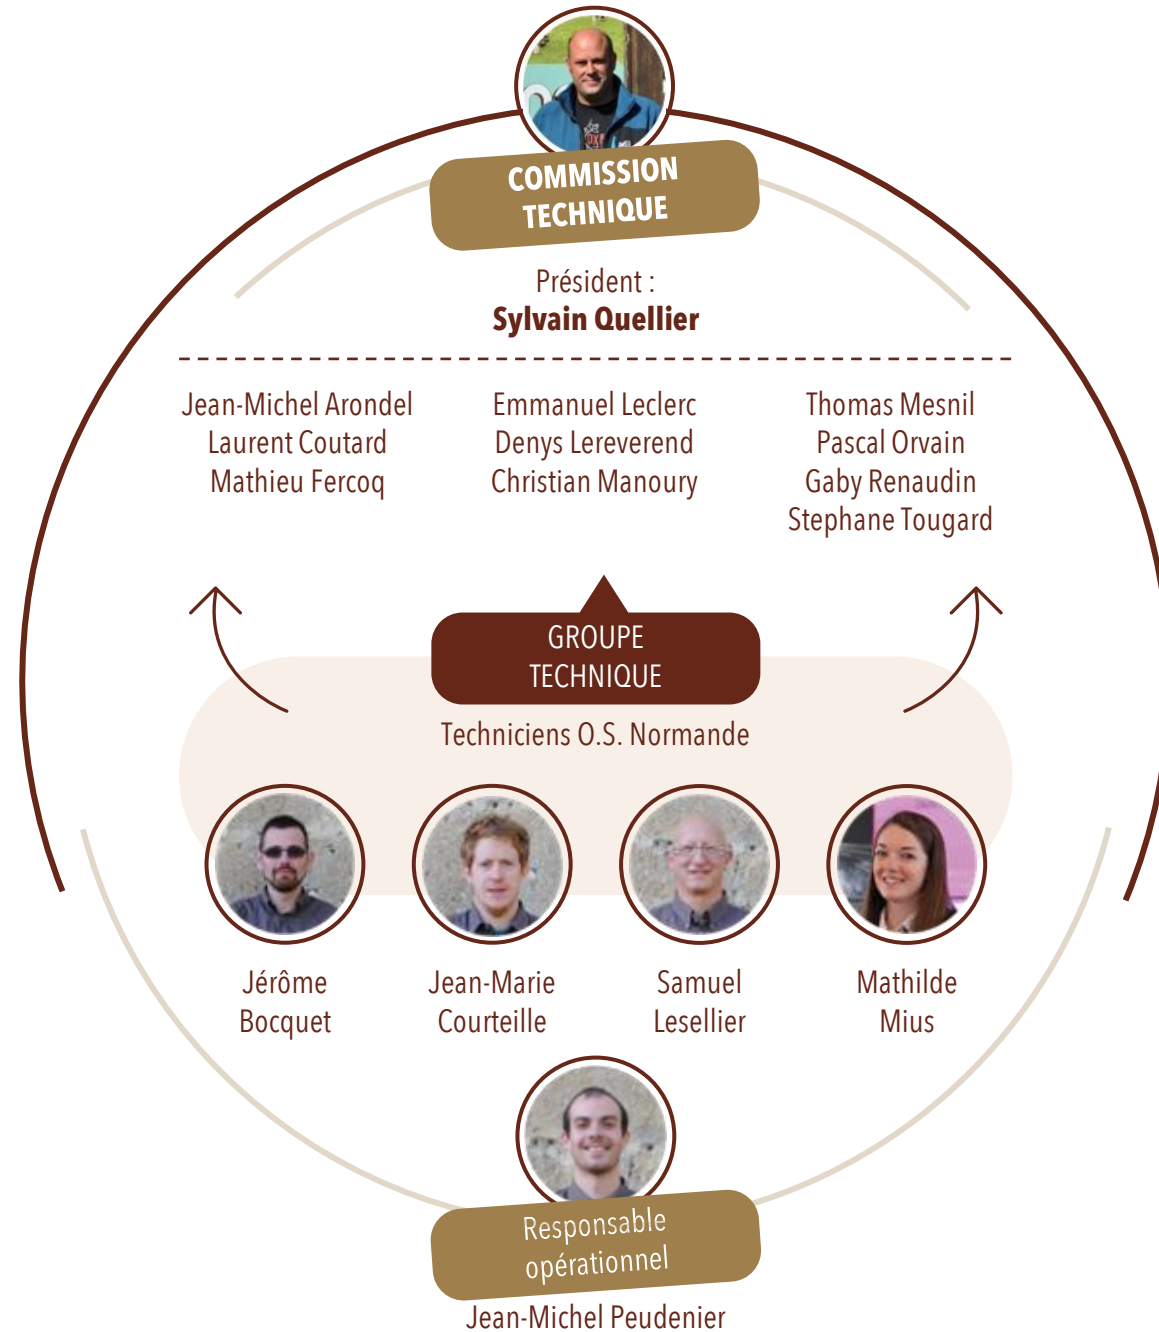 COMMISSION
TECHNIQUE
Président :
Sylvain Quellier
Jean-Michel Arondel
Laurent Coutard
Mathieu Fercoq
Emmanuel Leclerc
Denys Lereverend
Christian Manoury
Thomas Mesnil
Pascal Orvain
Gaby Renaudin
Stephane Tougard
GROUPE
TECHNIQUE
Techniciens O.S. Normande
Jérôme
Bocquet
Jean-Marie
Courteille
Samuel
Lesellier
Mathilde
Mius
Responsable
opérationnel
Jean-Michel Peudenier